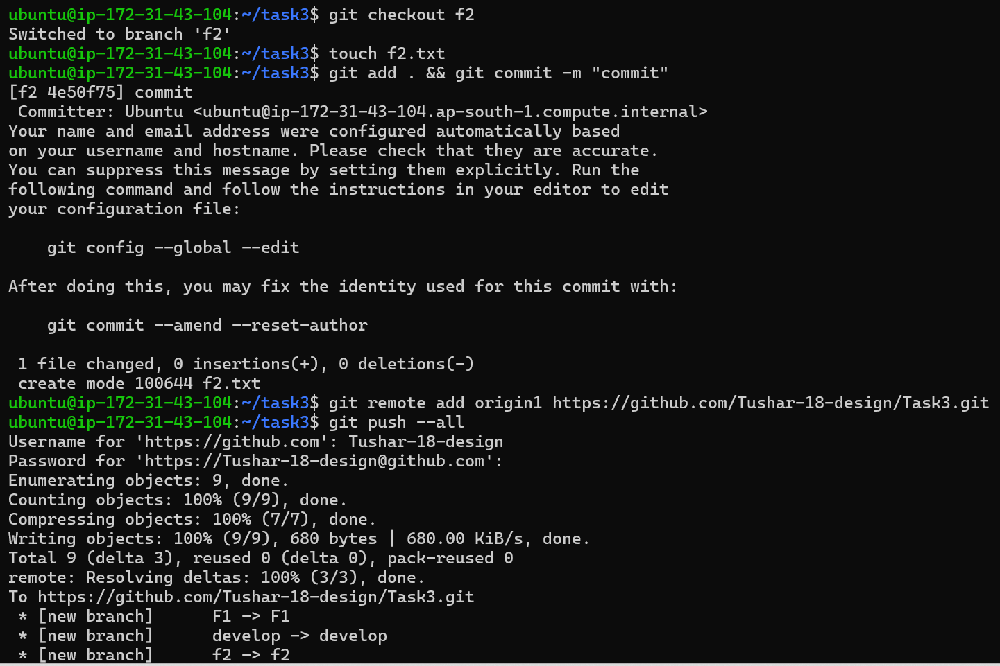 ubuntu@ip-172-31-43-104:~/task3$ git checkout f2
Switched to branch 'f2'
ubuntu@ip-172-31-43-104:~/task3$ touch f2.txt
ubuntu@ip-172-31-43-104:~/task3$ git add . && git commit -m "commit"
[f2 4e50f75] commit
 Committer: Ubuntu <ubuntu@ip-172-31-43-104.ap-south-1.compute.internal>
Your name and email address were configured automatically based
on your username and hostname. Please check that they are accurate.
You can suppress this message by setting them explicitly. Run the
following command and follow the instructions in your editor to edit
your configuration file:

    git config --global --edit

After doing this, you may fix the identity used for this commit with:

    git commit --amend --reset-author

 1 file changed, 0 insertions(+), 0 deletions(-)
 create mode 100644 f2.txt
ubuntu@ip-172-31-43-104:~/task3$ git remote add origin1 https://github.com/Tushar-18-design/Task3.git
ubuntu@ip-172-31-43-104:~/task3$ git push --all
Username for 'https://github.com': Tushar-18-design
Password for 'https://Tushar-18-design@github.com':
Enumerating objects: 9, done.
Counting objects: 100% (9/9), done.
Compressing objects: 100% (7/7), done.
Writing objects: 100% (9/9), 680 bytes | 680.00 KiB/s, done.
Total 9 (delta 3), reused 0 (delta 0), pack-reused 0
remote: Resolving deltas: 100% (3/3), done.
To https://github.com/Tushar-18-design/Task3.git
 * [new branch]      F1 -> F1
 * [new branch]      develop -> develop
 * [new branch]      f2 -> f2